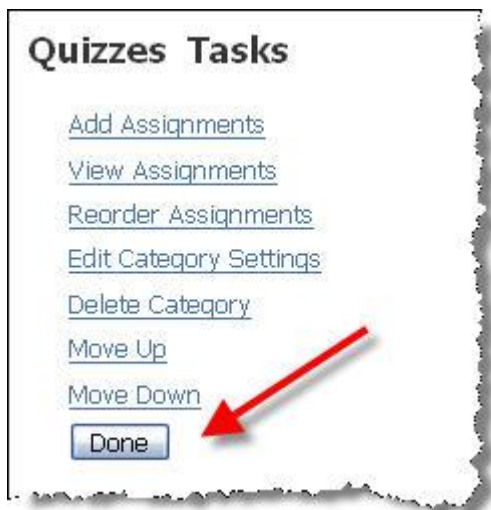 Quizzes Tasks
Add Assignments
View Assignments
Reorder Assignments
Edit Category Settings
Delete Category
Move Up
Move Down
Done